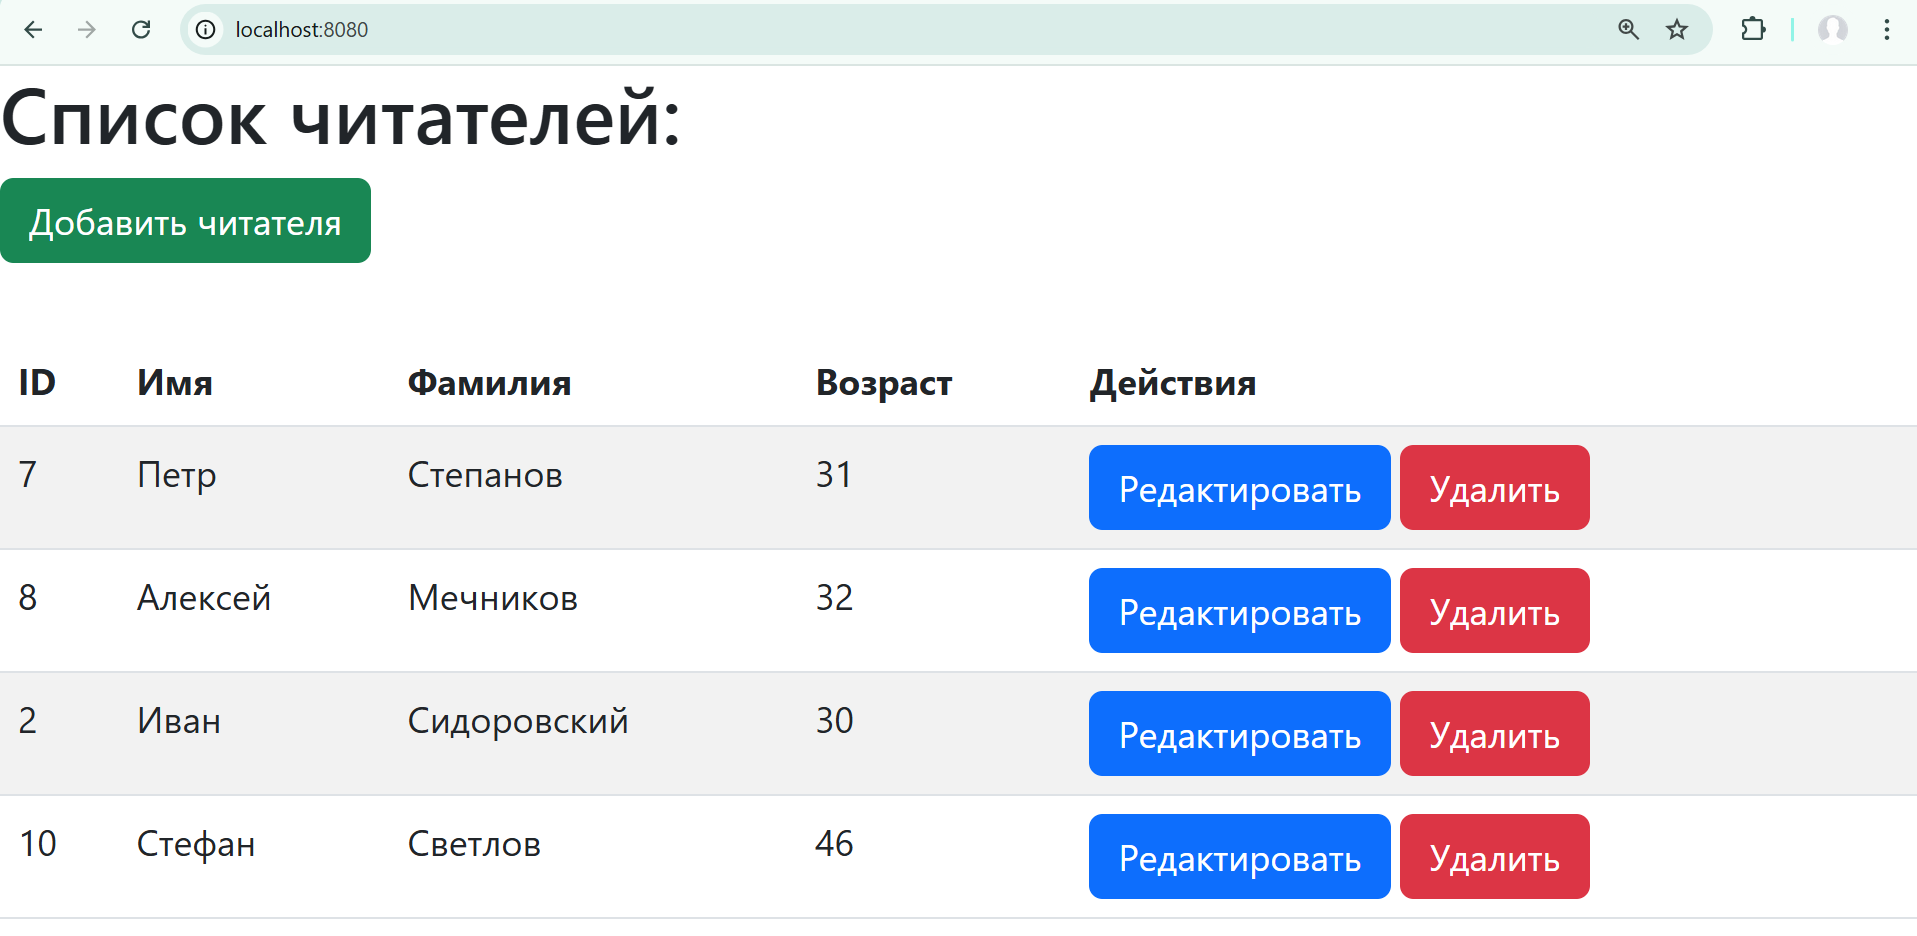 localhost:8080
Список читателей:
Добавить читателя
ID Имя Фамилия Возраст Действия
7 Петр Степанов 31 Редактировать Удалить
8 Алексей Мечников 32 Редактировать Удалить
2 Иван Сидоровский 30 Редактировать Удалить
10 Стефан Светлов 46 Редактировать Удалить